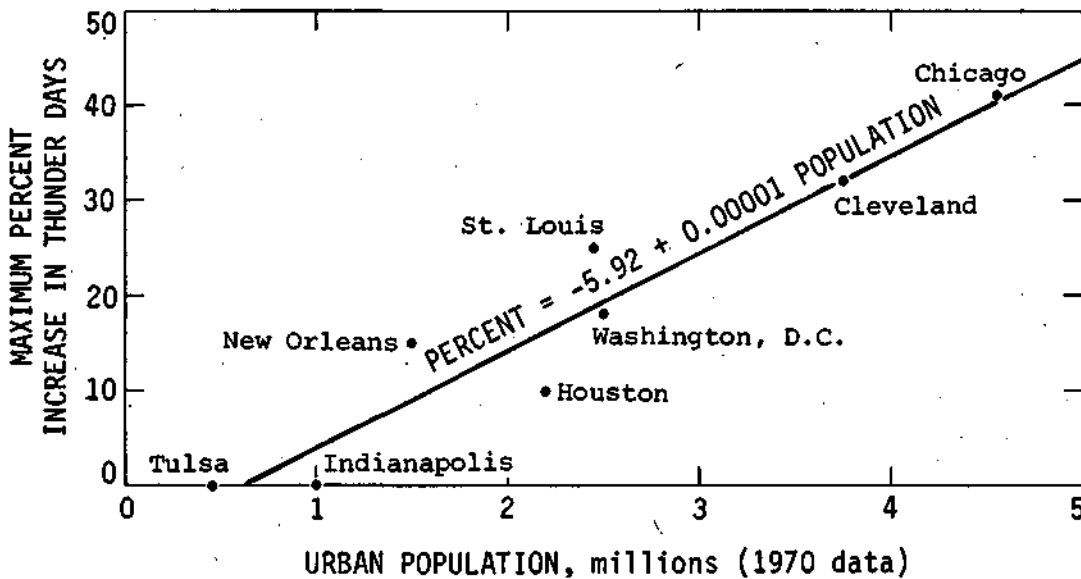 MAXIMUM PERCENT
INCREASE IN THUNDER DAYS
50
40
30
20
10
0
Chicago
Cleveland
St. Louis
PERCENT = -5.92 + 0.00001 POPULATION
New Orleans
Washington, D.C.
Houston
Tulsa
Indianapolis
0 1 2 3 4 5
URBAN POPULATION, millions (1970 data)